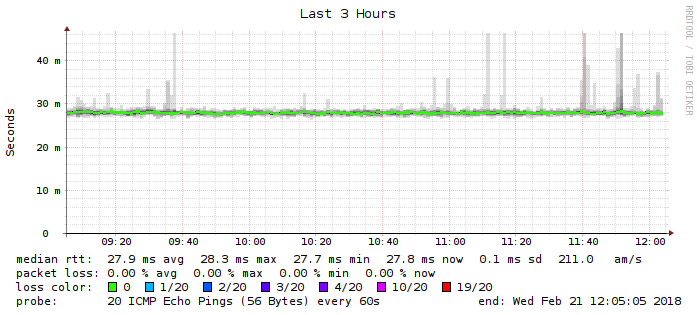 Last 3 Hours
RRDTOOL / TOBI OETIKER
Seconds
40 m
30 m
20 m
10 m
0
09:20 09:40 10:00 10:20 10:40 11:00 11:20 11:40 12:00
median rtt: 27.9 ms avg 28.3 ms max 27.7 ms min 27.8 ms now 0.1 ms sd 211.0 am/s
packet loss: 0.00 % avg 0.00 % max 0.00 % min 0.00 % now
loss color: 0 1/20 2/20 3/20 4/20 10/20 19/20
probe: 20 ICMP Echo Pings (56 Bytes) every 60s end: Wed Feb 21 12:05:05 2018